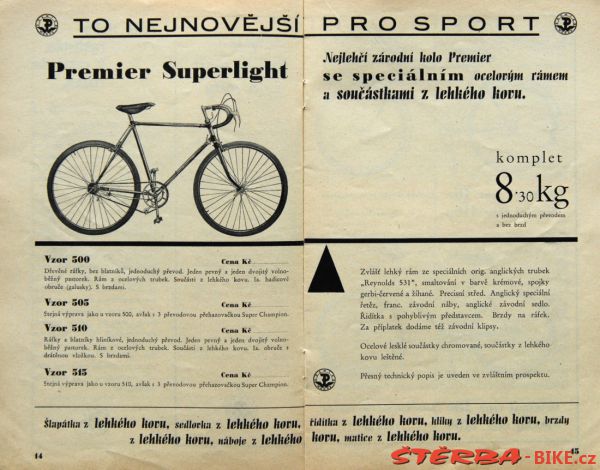 TO NEJNOVĚJŠÍ PRO SPORT
Premier Superlight
Vzor 500 Cena Kč
Dřevěné ráfky, bez blatníků, jednoduchý převod. Jeden pevný a jeden dvojitý volno-
běžný pastorek. Rám z ocelových trubek. Součásti z lehkého kovu. Ia. hadicové
obruče (galusky). S brzdami.
Vzor 505 Cena Kč
Stejná výprava jako u vzoru 500, avšak s 3 převodovou přehazovačkou Super Champion.
Vzor 510 Cena Kč
Ráfky a blatníky hliníkové, jednoduchý převod. Jeden pevný a jeden dvojitý volno-
běžný pastorek. Rám z ocelových trubek. Součásti z lehkého kovu. Ia. obruče s
drátěnou vložkou. S brzdami.
Vzor 515 Cena Kč
Stejná výprava jako u vzoru 510, avšak s 3 převodovou přehazovačkou Super Champion.
Šlapátka z lehkého kovu, sedlovka z lehkého kovu,
z lehkého kovu, náboje z lehkého
14
Nejlehčí závodní kolo Premier
se speciálním ocelovým rámem
a součástkami z lehkého kovu.
komplet
8·30 kg
s jednoduchým převodem
a bez brzd
Zvlášť lehký rám ze speciálních orig. anglických trubek
„Reynolds 531“, smaltování v barvě krémové, spojky
gerbi-červené a žíhané. Precisní střed. Anglický speciální
řetěz, franc. závodní náby, anglické závodní sedlo.
Řídítka s pohyblivým představcem. Brzdy na ráfek.
Za příplatek dodáme též závodní klipsy.
Ocelové lesklé součástky chromované, součástky z lehkého
kovu leštěné.
Přesný technický popis je uveden ve zvláštním prospektu.
řídítka z lehkého kovu, kliky z lehkého kovu, brzdy
kovu, matice z lehkého kovu.
15
ŠTĚRBA-BIKE.cz